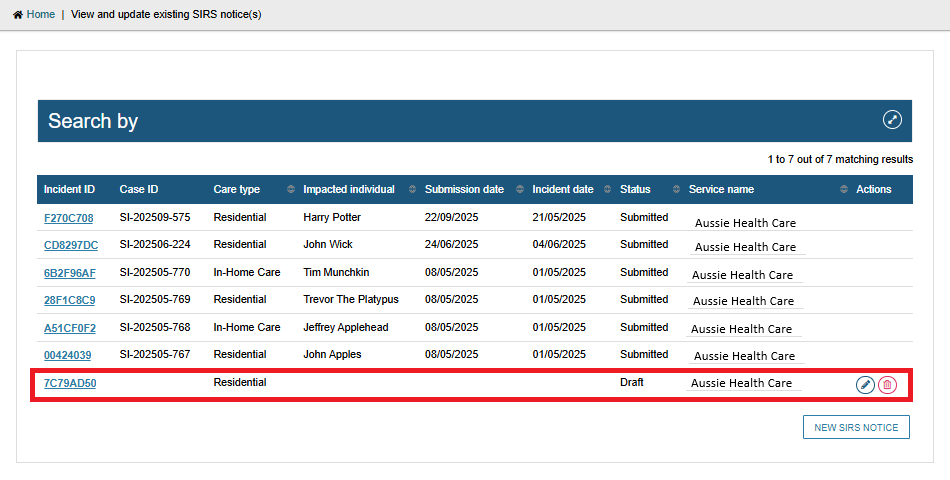 Home | View and update existing SIRS notice(s)
Search by
1 to 7 out of 7 matching results
Incident ID Case ID Care type Impacted individual Submission date Incident date Status Service name Actions
F270C708 SI-202509-575 Residential Harry Potter 22/09/2025 21/05/2025 Submitted Aussie Health Care
CD8297DC SI-202506-224 Residential John Wick 24/06/2025 04/06/2025 Submitted Aussie Health Care
6B2F96AF SI-202505-770 In-Home Care Tim Munchkin 08/05/2025 01/05/2025 Submitted Aussie Health Care
28F1C8C9 SI-202505-769 Residential Trevor The Platypus 08/05/2025 01/05/2025 Submitted Aussie Health Care
A51CF0F2 SI-202505-768 In-Home Care Jeffrey Applehead 08/05/2025 01/05/2025 Submitted Aussie Health Care
00424039 SI-202505-767 Residential John Apples 08/05/2025 01/05/2025 Submitted Aussie Health Care
7C79AD50 Residential Draft Aussie Health Care
NEW SIRS NOTICE